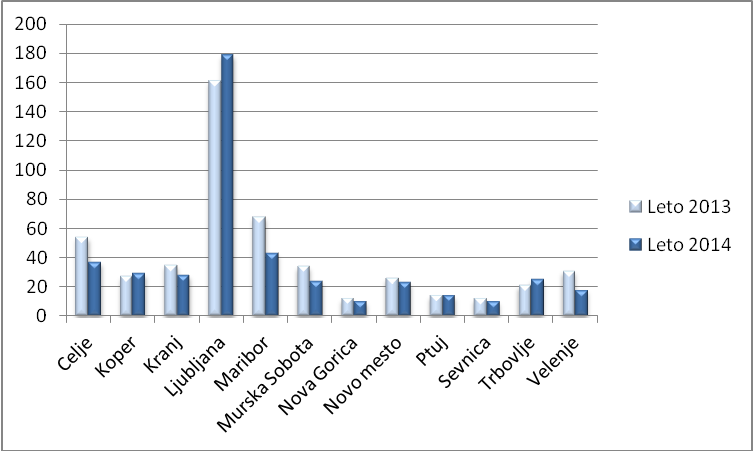 200
180
160
140
120
100
80
60
40
20
0
Celje
Koper
Kranj
Ljubljana
Maribor
Murska Sobota
Nova Gorica
Novo mesto
Ptuj
Sevnica
Trbovlje
Velenje
Leto 2013
Leto 2014